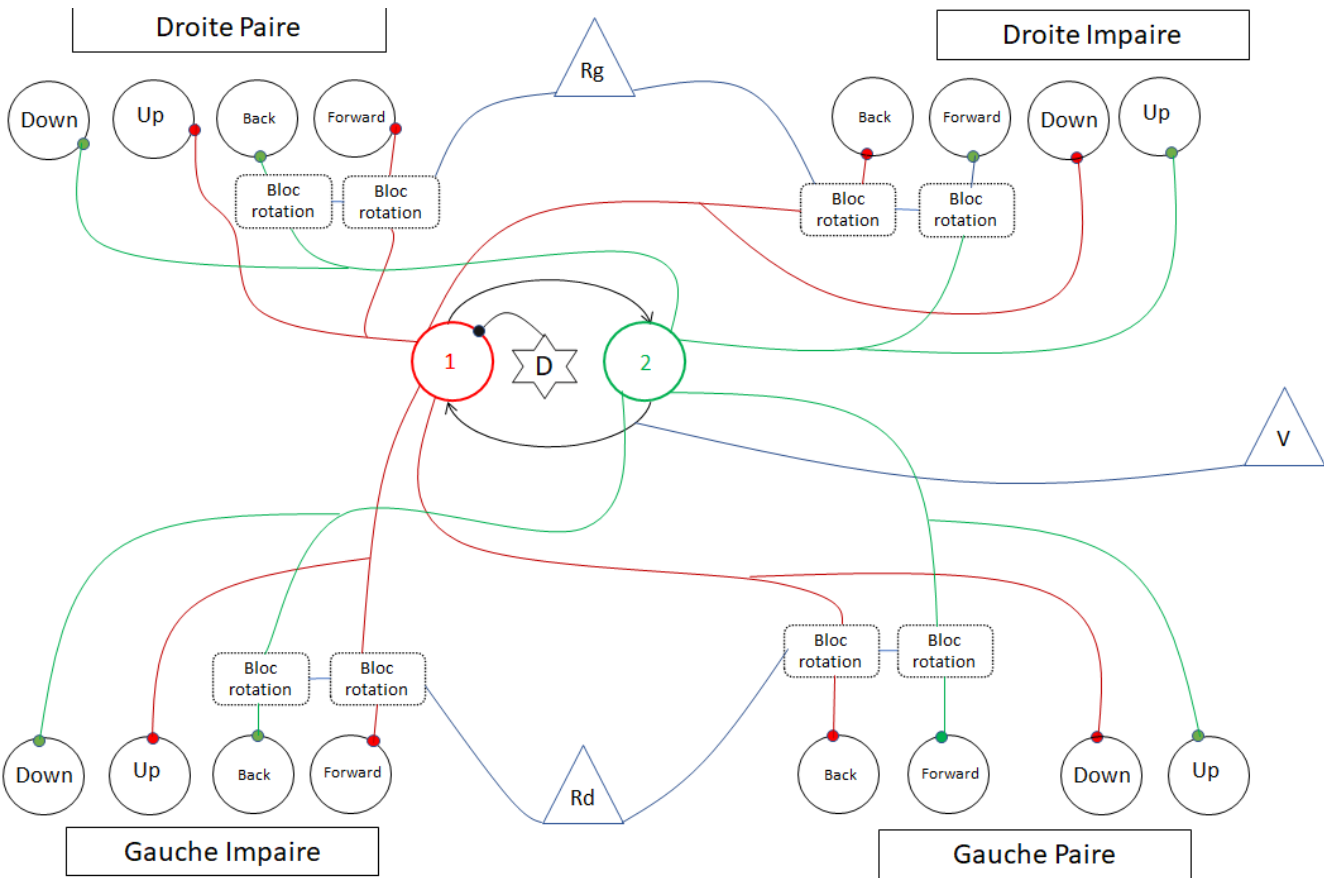 Droite Paire
Droite Impaire
Rg
Down
Up
Back
Forward
Back
Forward
Down
Up
Bloc
rotation
Bloc
rotation
Bloc
rotation
Bloc
rotation
1
D
2
V
Bloc
rotation
Bloc
rotation
Bloc
rotation
Bloc
rotation
Down
Up
Back
Forward
Rd
Back
Forward
Down
Up
Gauche Impaire
Gauche Paire